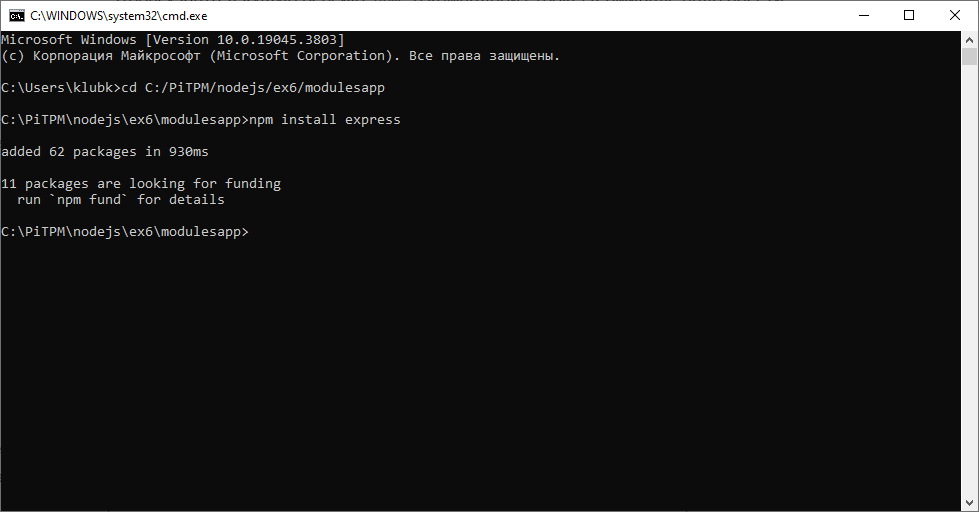 C:\WINDOWS\system32\cmd.exe
Microsoft Windows [Version 10.0.19045.3803]
(c) Корпорация Майкрософт (Microsoft Corporation). Все права защищены.
C:\Users\klubk>cd C:/PiTPM/nodejs/ex6/modulesapp
C:\PiTPM\nodejs\ex6\modulesapp>npm install express
added 62 packages in 930ms
11 packages are looking for funding
  run `npm fund` for details
C:\PiTPM\nodejs\ex6\modulesapp>